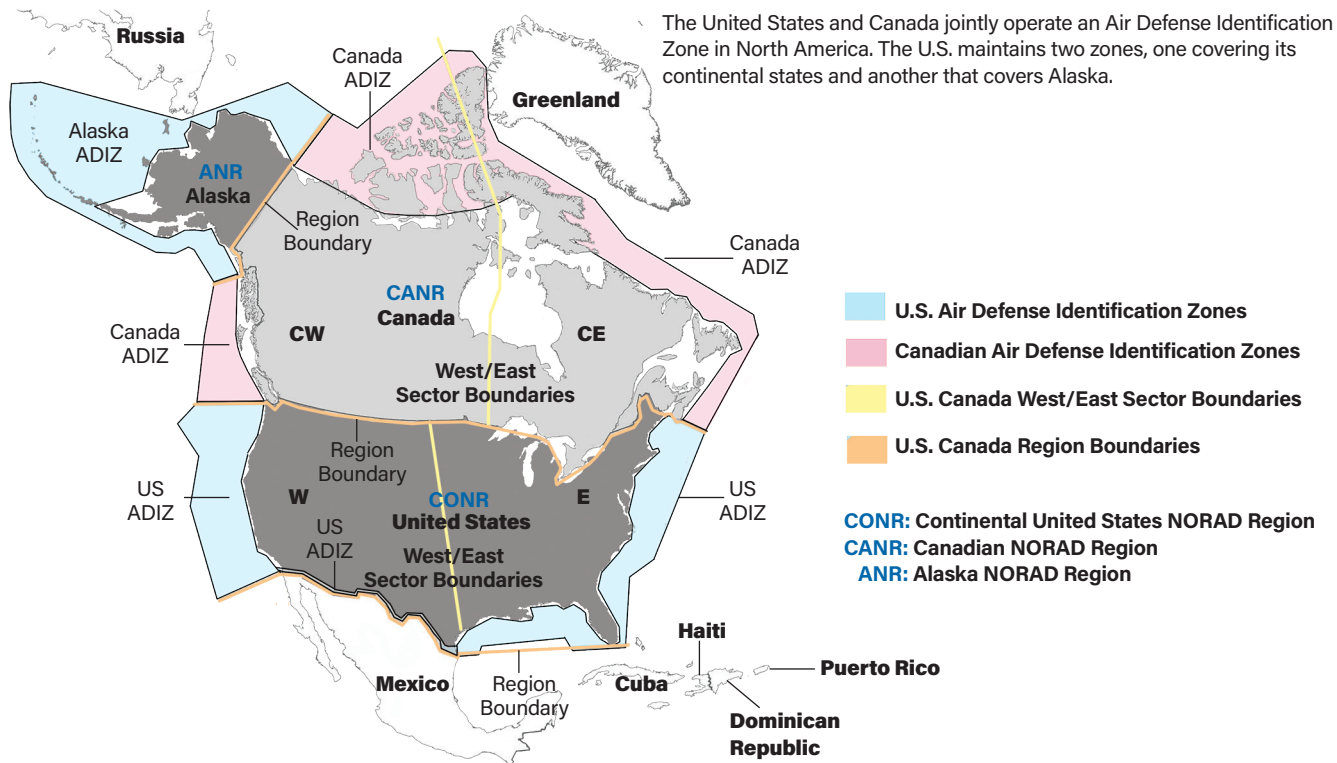 The United States and Canada jointly operate an Air Defense Identification
Zone in North America. The U.S. maintains two zones, one covering its
continental states and another that covers Alaska.
Russia
Canada
ADIZ
Greenland
Alaska
ADIZ
ANR
Alaska
Region
Boundary
Canada
ADIZ
CANR
Canada
CW
CE
Canada
ADIZ
West/East
Sector Boundaries
Region
Boundary
US
ADIZ
W
CONR
United States
E
US
ADIZ
US
ADIZ
West/East
Sector Boundaries
Mexico
Region
Boundary
Cuba
Haiti
Puerto Rico
Dominican
Republic
U.S. Air Defense Identification Zones
Canadian Air Defense Identification Zones
U.S. Canada West/East Sector Boundaries
U.S. Canada Region Boundaries
CONR: Continental United States NORAD Region
CANR: Canadian NORAD Region
ANR: Alaska NORAD Region